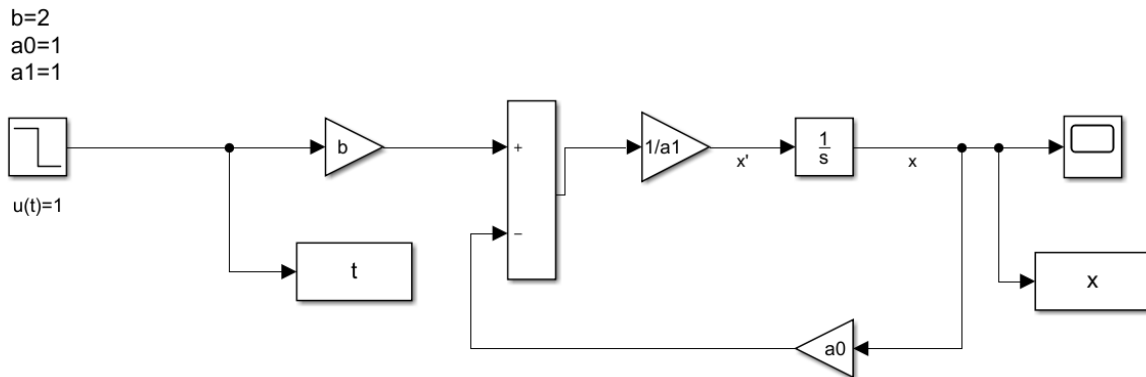 b=2
a0=1
a1=1
b
+
1/a1
1
s
x'
x
u(t)=1
t
−
x
a0